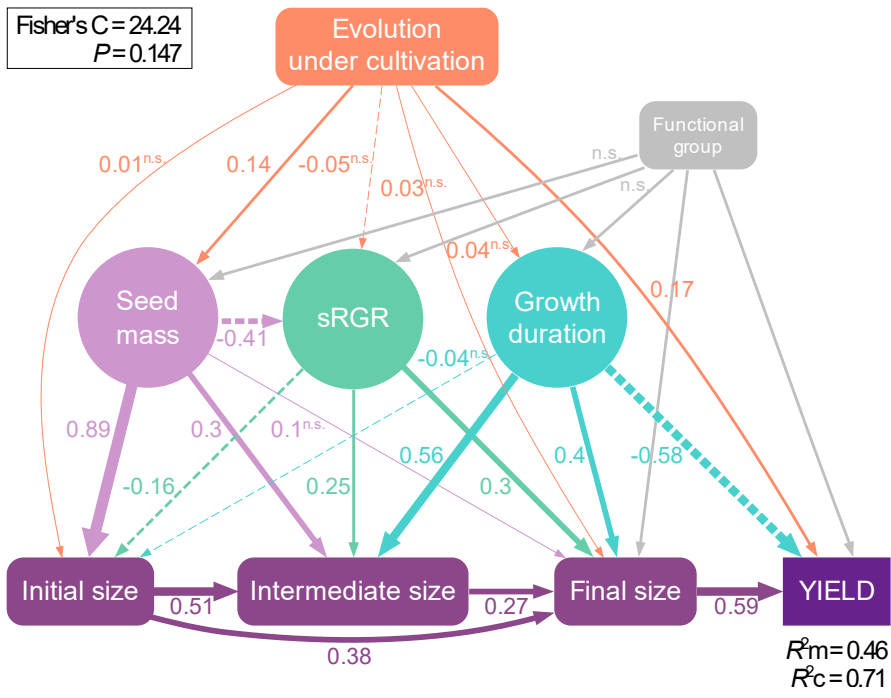 Fisher's C = 24.24
P = 0.147
Evolution
under cultivation
Functional
group
n.s.
n.s.
0.01n.s.
0.14
-0.05n.s.
0.03n.s.
0.04n.s.
0.17
Seed
mass
-0.41
sRGR
Growth
duration
-0.04n.s
0.89
0.3
0.1n.s.
0.56
0.4
-0.58
-0.16
0.25
0.3
Initial size
0.51
Intermediate size
0.27
Final size
0.59
YIELD
0.38
R²m = 0.46
R²c = 0.71